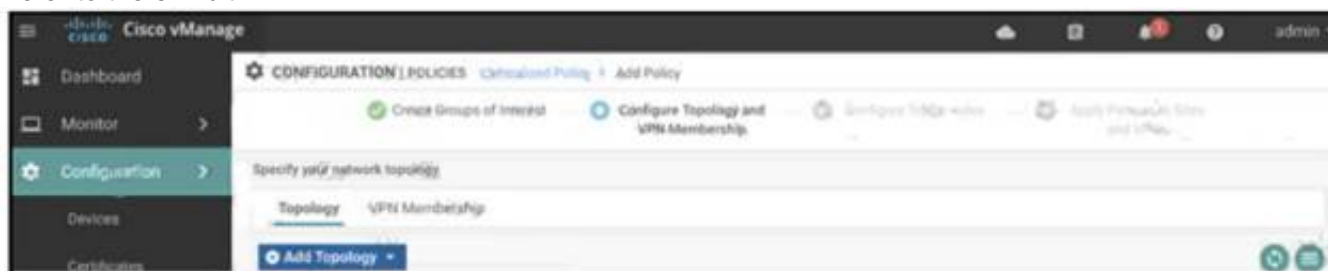 Cisco vManage
admin
Dashboard
CONFIGURATION | POLICIES Centralized Policy > Add Policy
Create Groups of Interest
Configure Topology and
VPN Membership
Monitor
Configuration
Specify your network topology
Topology VPN Membership
Devices
Add Topology
Certificates